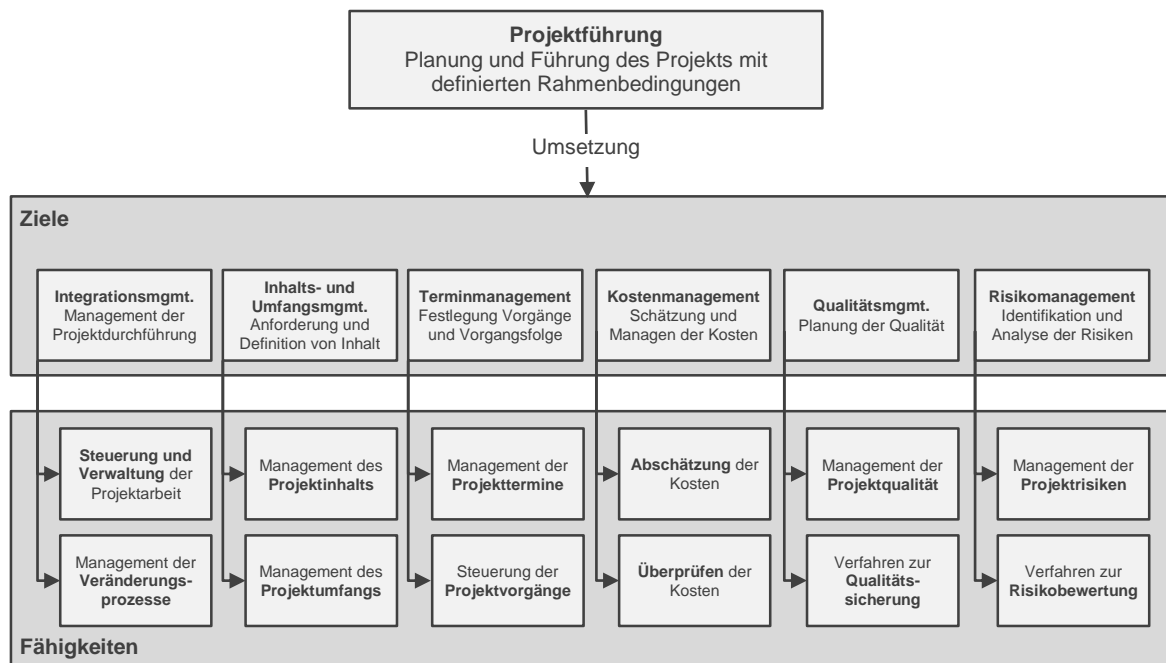 Projektführung
Planung und Führung des Projekts mit
definierten Rahmenbedingungen
Umsetzung
Ziele
Integrationsmgmt.
Management der
Projektdurchführung
Inhalts- und
Umfangsmgmt.
Anforderung und
Definition von Inhalt
Terminmanagement
Festlegung Vorgänge
und Vorgangsfolge
Kostenmanagement
Schätzung und
Managen der Kosten
Qualitätsmgmt.
Planung der Qualität
Risikomanagement
Identifikation und
Analyse der Risiken
Steuerung und
Verwaltung der
Projektarbeit
Management des
Projektinhalts
Management der
Projekttermine
Abschätzung der
Kosten
Management der
Projektqualität
Management der
Projektrisiken
Management der
Veränderungs-
prozesse
Management des
Projektumfangs
Steuerung der
Projektvorgänge
Überprüfen der
Kosten
Verfahren zur
Qualitäts-
sicherung
Verfahren zur
Risikobewertung
Fähigkeiten